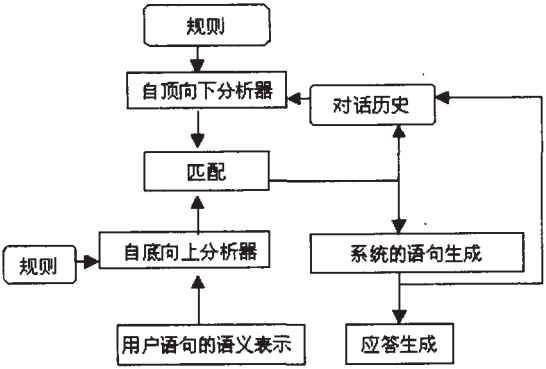 规则
自顶向下分析器
对话历史
匹配
自底向上分析器
系统的语句生成
规则
用户语句的语义表示
应答生成